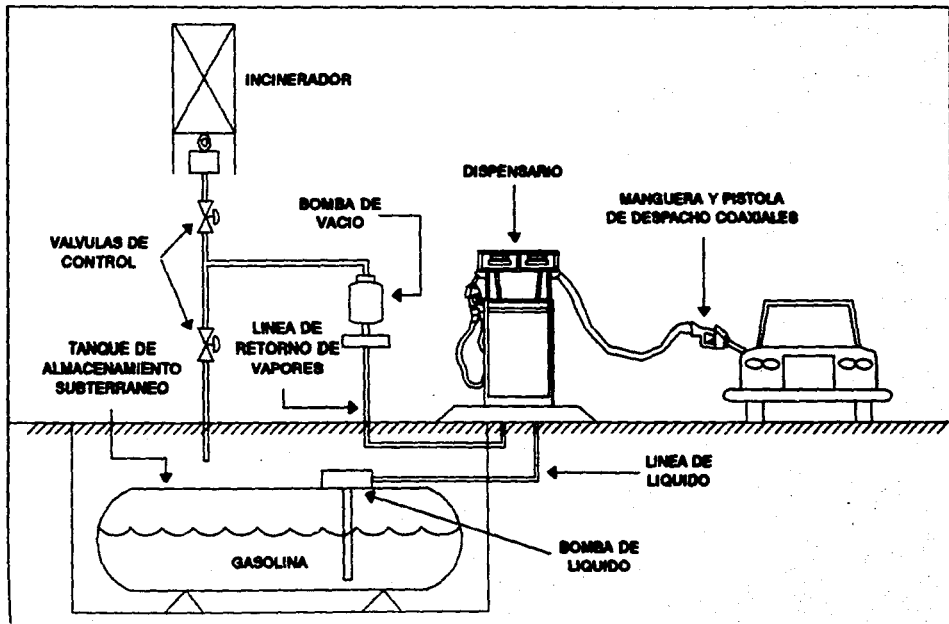 INCINERADOR
DISPENSARIO
BOMBA DE
VACIO
MANGUERA Y PISTOLA
DE DESPACHO COAXIALES
VALVULAS DE
CONTROL
LINEA DE
RETORNO DE
VAPORES
TANQUE DE
ALMACENAMIENTO
SUBTERRANEO
LINEA DE
LIQUIDO
GASOLINA
BOMBA DE
LIQUIDO